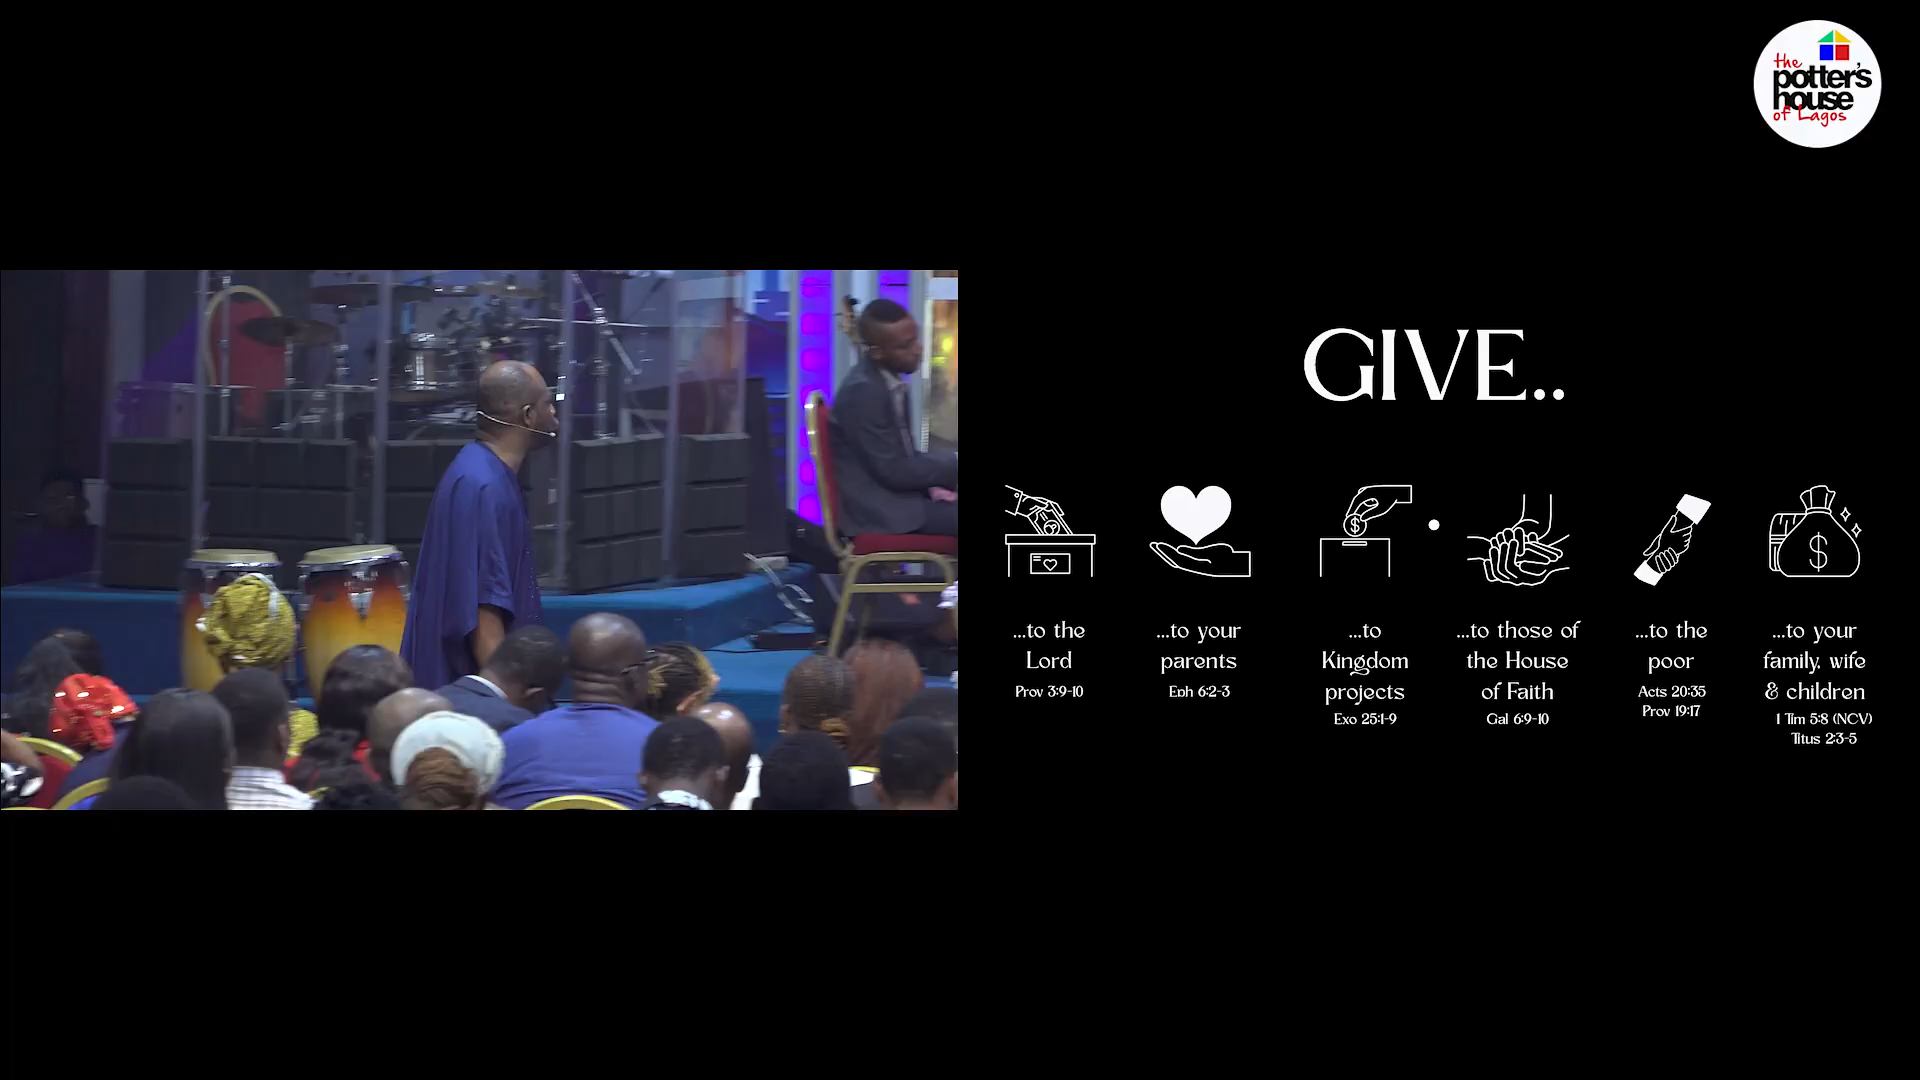 the
potter's
house
of Lagos
GIVE..
...to the
Lord
Prov 3:9-10
...to your
parents
Eph 6:2-3
...to
Kingdom
projects
Exo 25:1-9
...to those of
the House
of Faith
Gal 6:9-10
...to the
poor
Acts 20:35
Prov 19:17
...to your
family, wife
& children
1 Tim 5:8 (NCV)
Titus 2:3-5